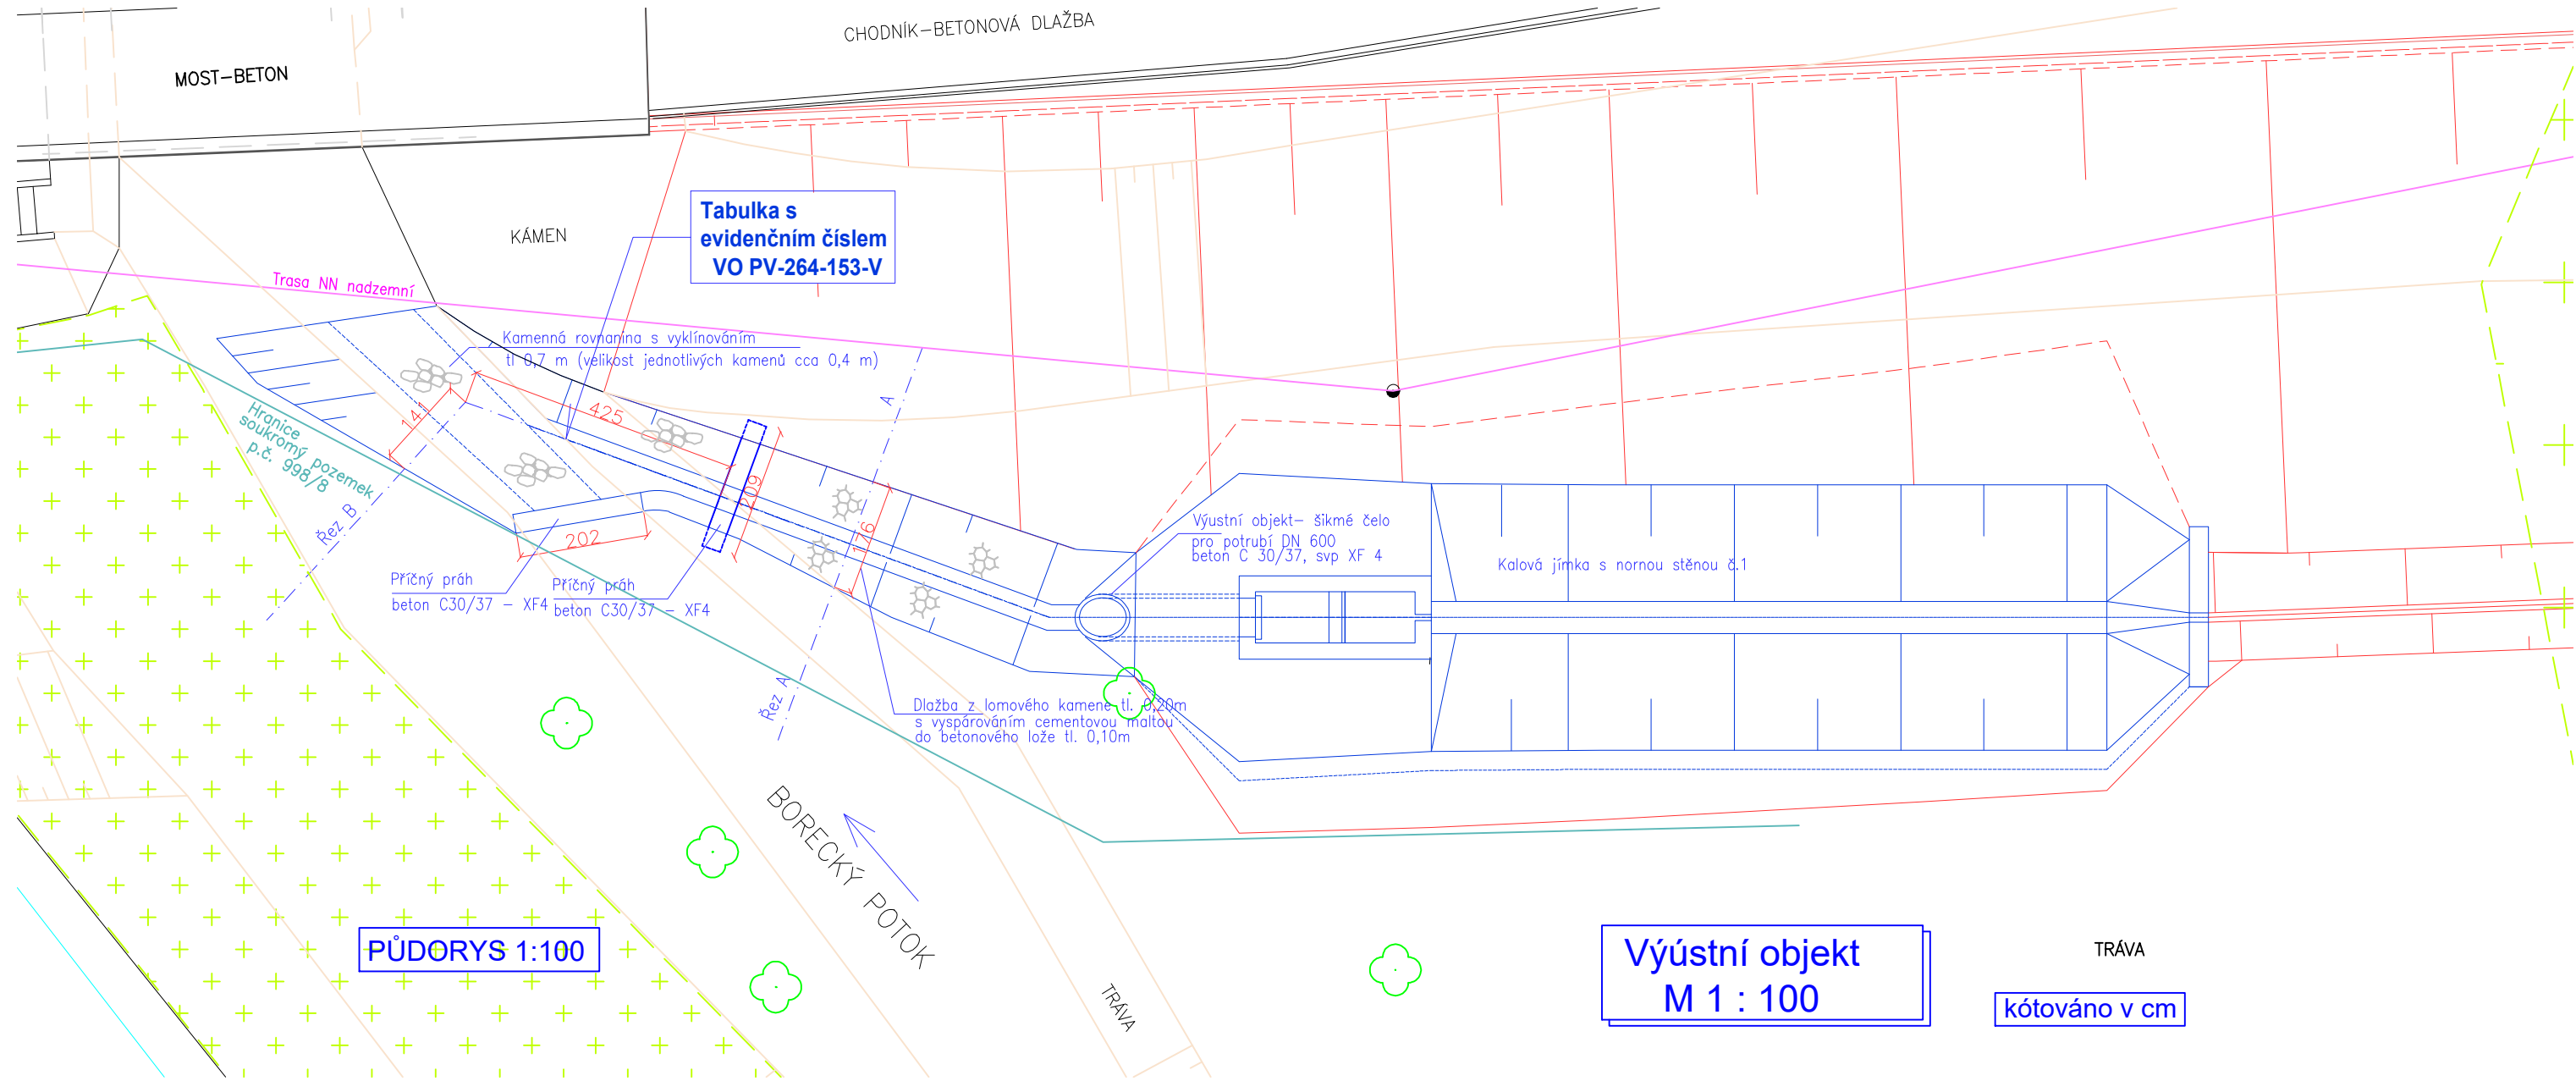 CHODNÍK-BETONOVÁ DLAŽBA
MOST-BETON
KÁMEN
Tabulka s
evidenčním číslem
VO PV-264-153-V
Trasa NN nadzemní
Kamenná rovnanina s vyklínováním
tl 0,7 m (velikost jednotlivých kamenů cca 0,4 m)
A
141
425
Hranice
soukromý pozemek
p.č. 998/8
209
176
Řez B
202
Výustní objekt- šikmé čelo
pro potrubí DN 600
beton C 30/37, svp XF 4
Kalová jímka s nornou stěnou č.1
Příčný práh
beton C30/37 - XF4
Příčný práh
beton C30/37 - XF4
Řez A
Dlažba z lomového kamene tl. 0,20m
s vyspárováním cementovou maltou
do betonového lože tl. 0,10m
BORECKÝ POTOK
PŮDORYS 1:100
Výústní objekt
M 1 : 100
TRÁVA
kótováno v cm
TRÁVA